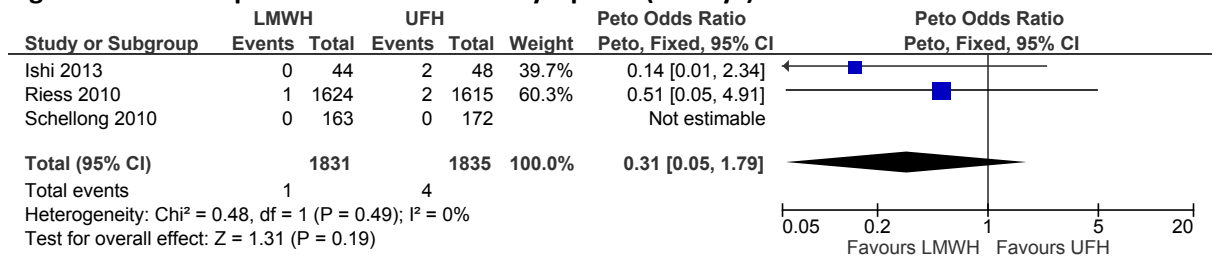 LMWH UFH Peto Odds Ratio Peto Odds Ratio
Study or Subgroup Events Total Events Total Weight Peto, Fixed, 95% CI Peto, Fixed, 95% CI
Ishi 2013 0 44 2 48 39.7% 0.14 [0.01, 2.34]
Riess 2010 1 1624 2 1615 60.3% 0.51 [0.05, 4.91]
Schellong 2010 0 163 0 172 Not estimable
Total (95% CI) 1831 1835 100.0% 0.31 [0.05, 1.79]
Total events 1 4
Heterogeneity: Chi² = 0.48, df = 1 (P = 0.49); I² = 0%
Test for overall effect: Z = 1.31 (P = 0.19)
0.05 0.2 1 5 20
Favours LMWH Favours UFH